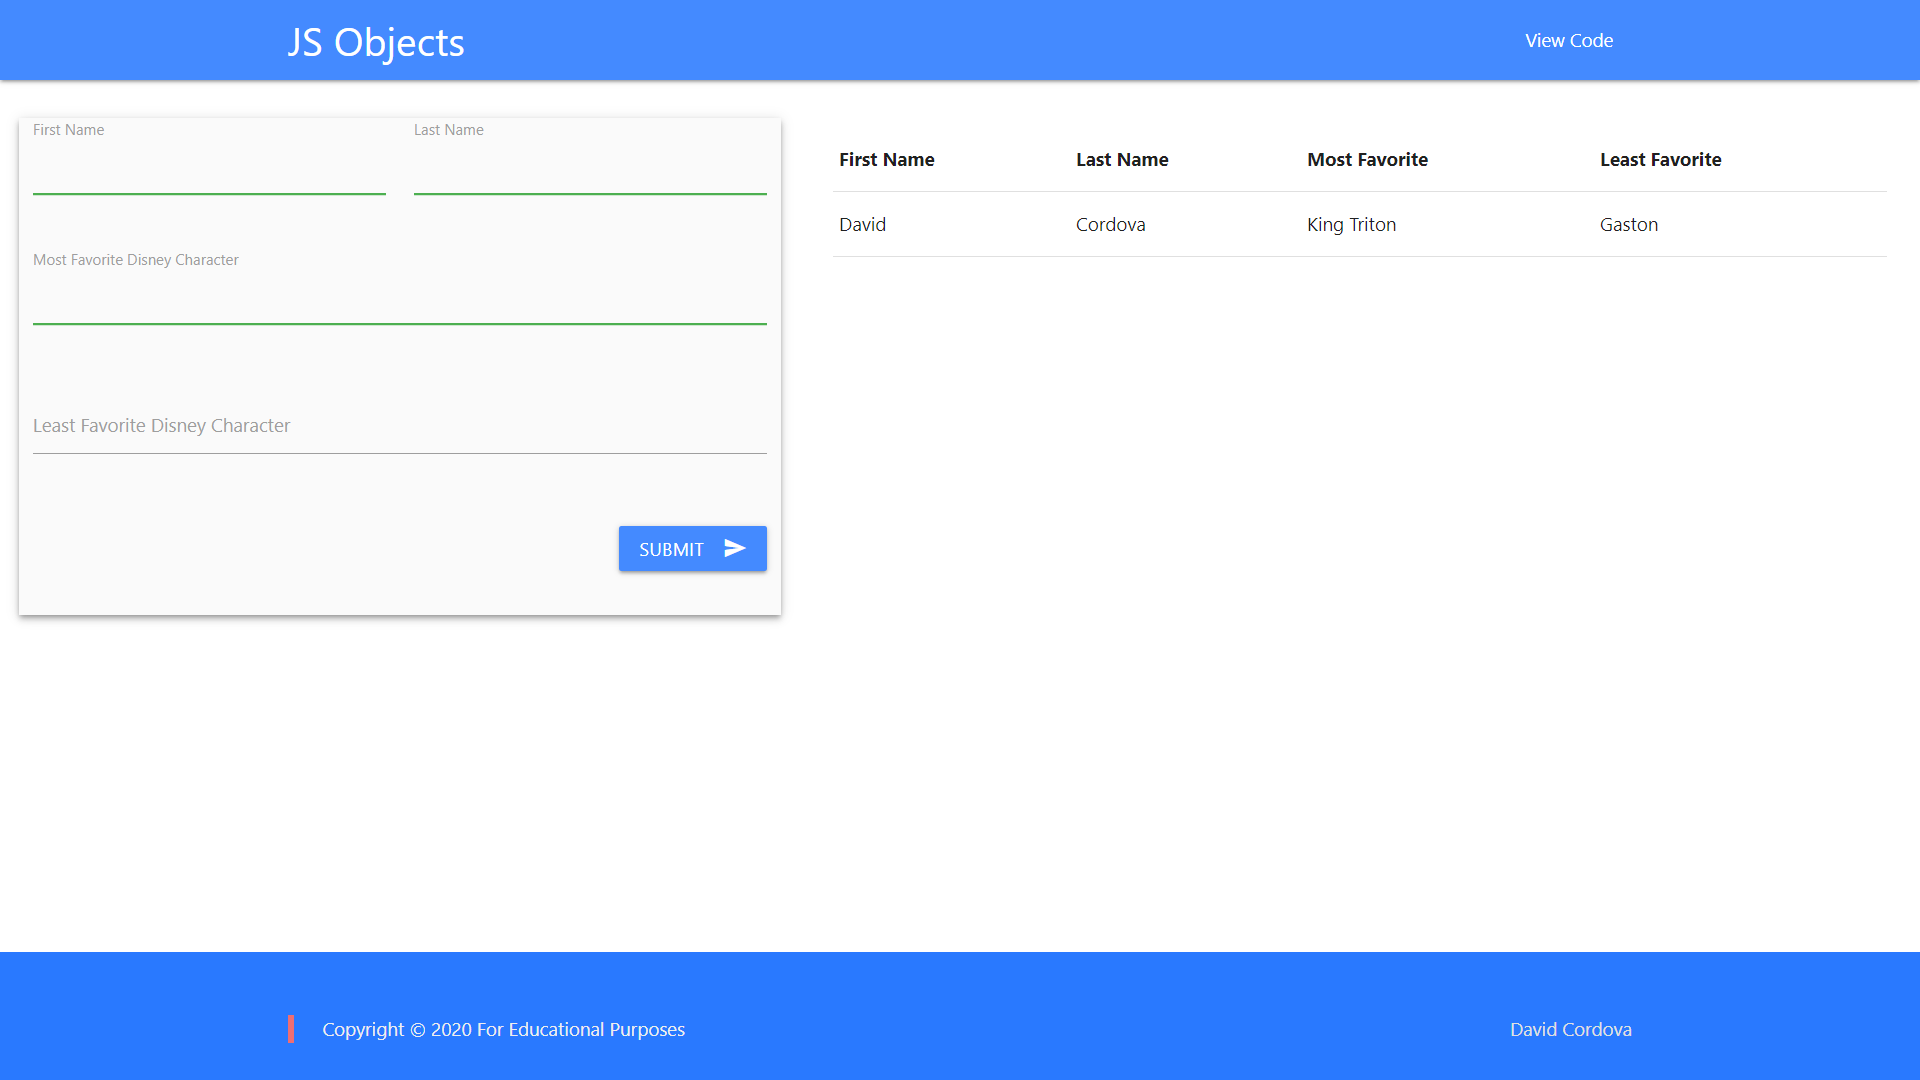 JS Objects
View Code
First Name
Last Name
Most Favorite Disney Character
Least Favorite Disney Character
SUBMIT
First Name Last Name Most Favorite Least Favorite
David Cordova King Triton Gaston
Copyright © 2020 For Educational Purposes
David Cordova